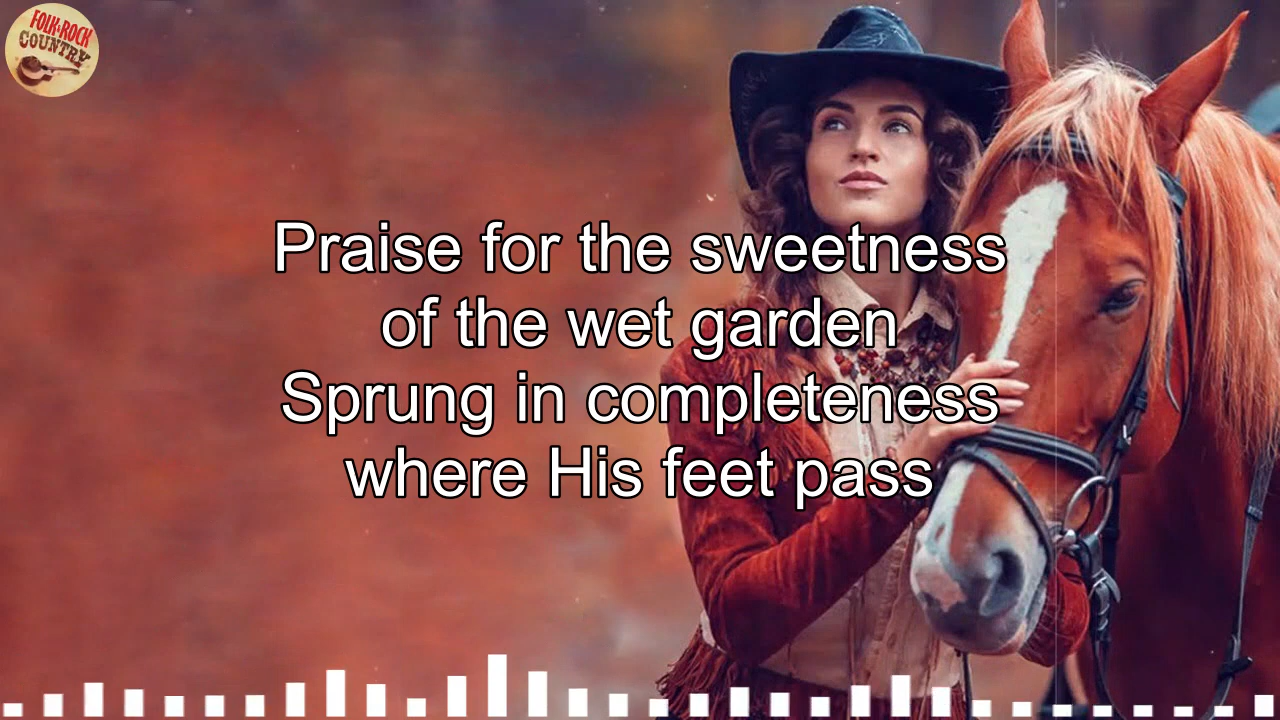 FOLK & ROCK
COUNTRY
Praise for the sweetness
of the wet garden
Sprung in completeness
where His feet pass